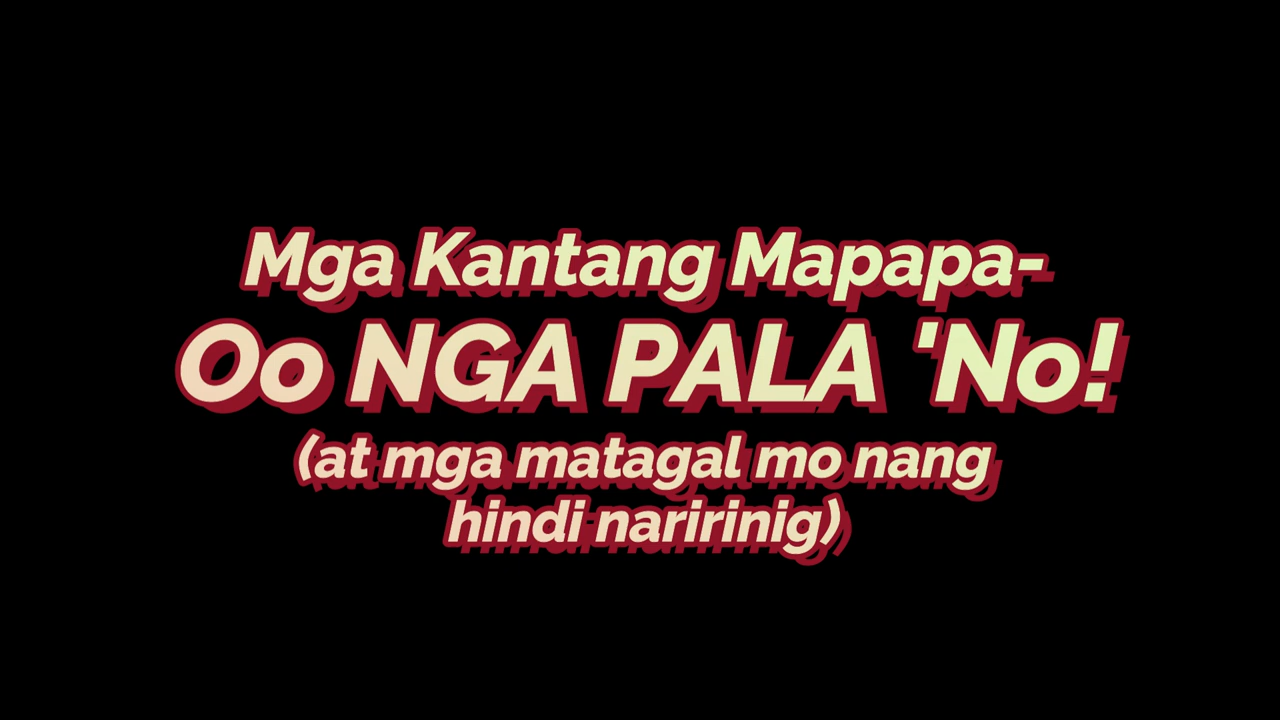 Mga Kantang Mapapa-
Oo NGA PALA 'No!
(at mga matagal mo nang
hindi naririnig)